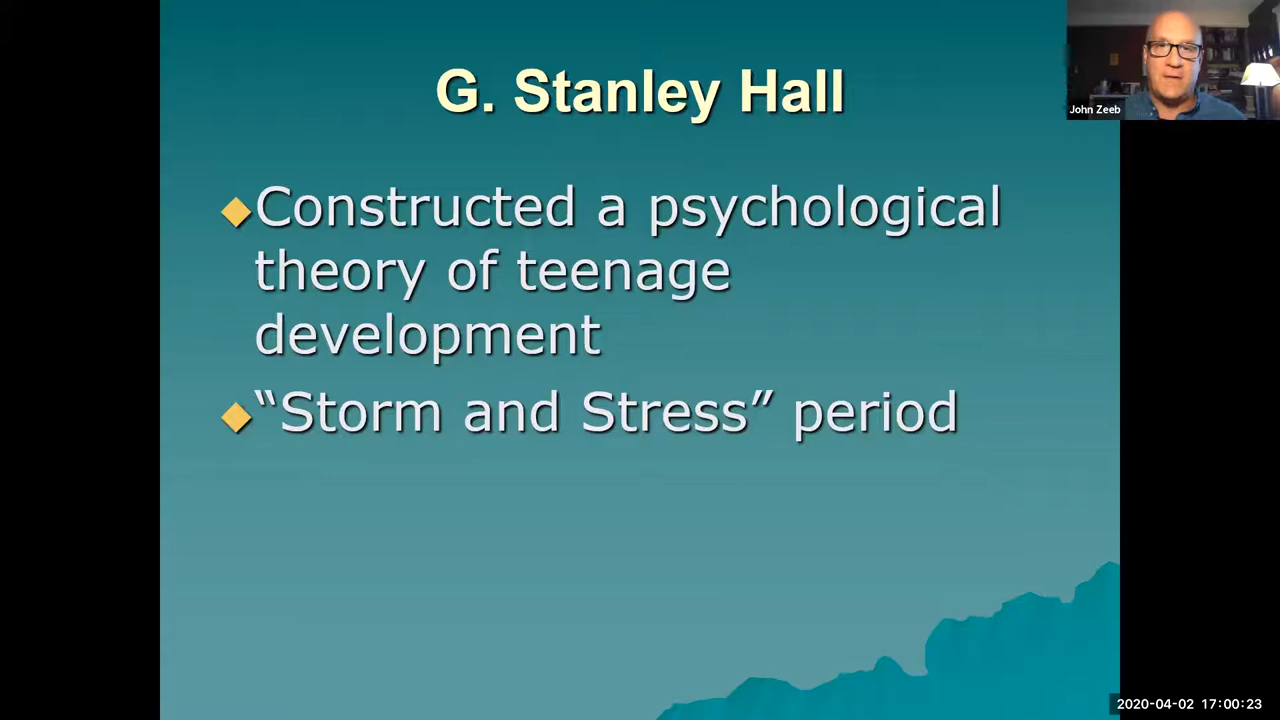 G. Stanley Hall
John Zeeb
Constructed a psychological
theory of teenage
development
“Storm and Stress” period
2020-04-02 17:00:23